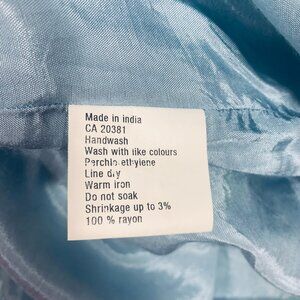 Made in india
CA 20381
Handwash
Wash with like colours
Perchlo-ethylene
Line dry
Warm iron
Do not soak
Shrinkage up to 3%
100 % rayon